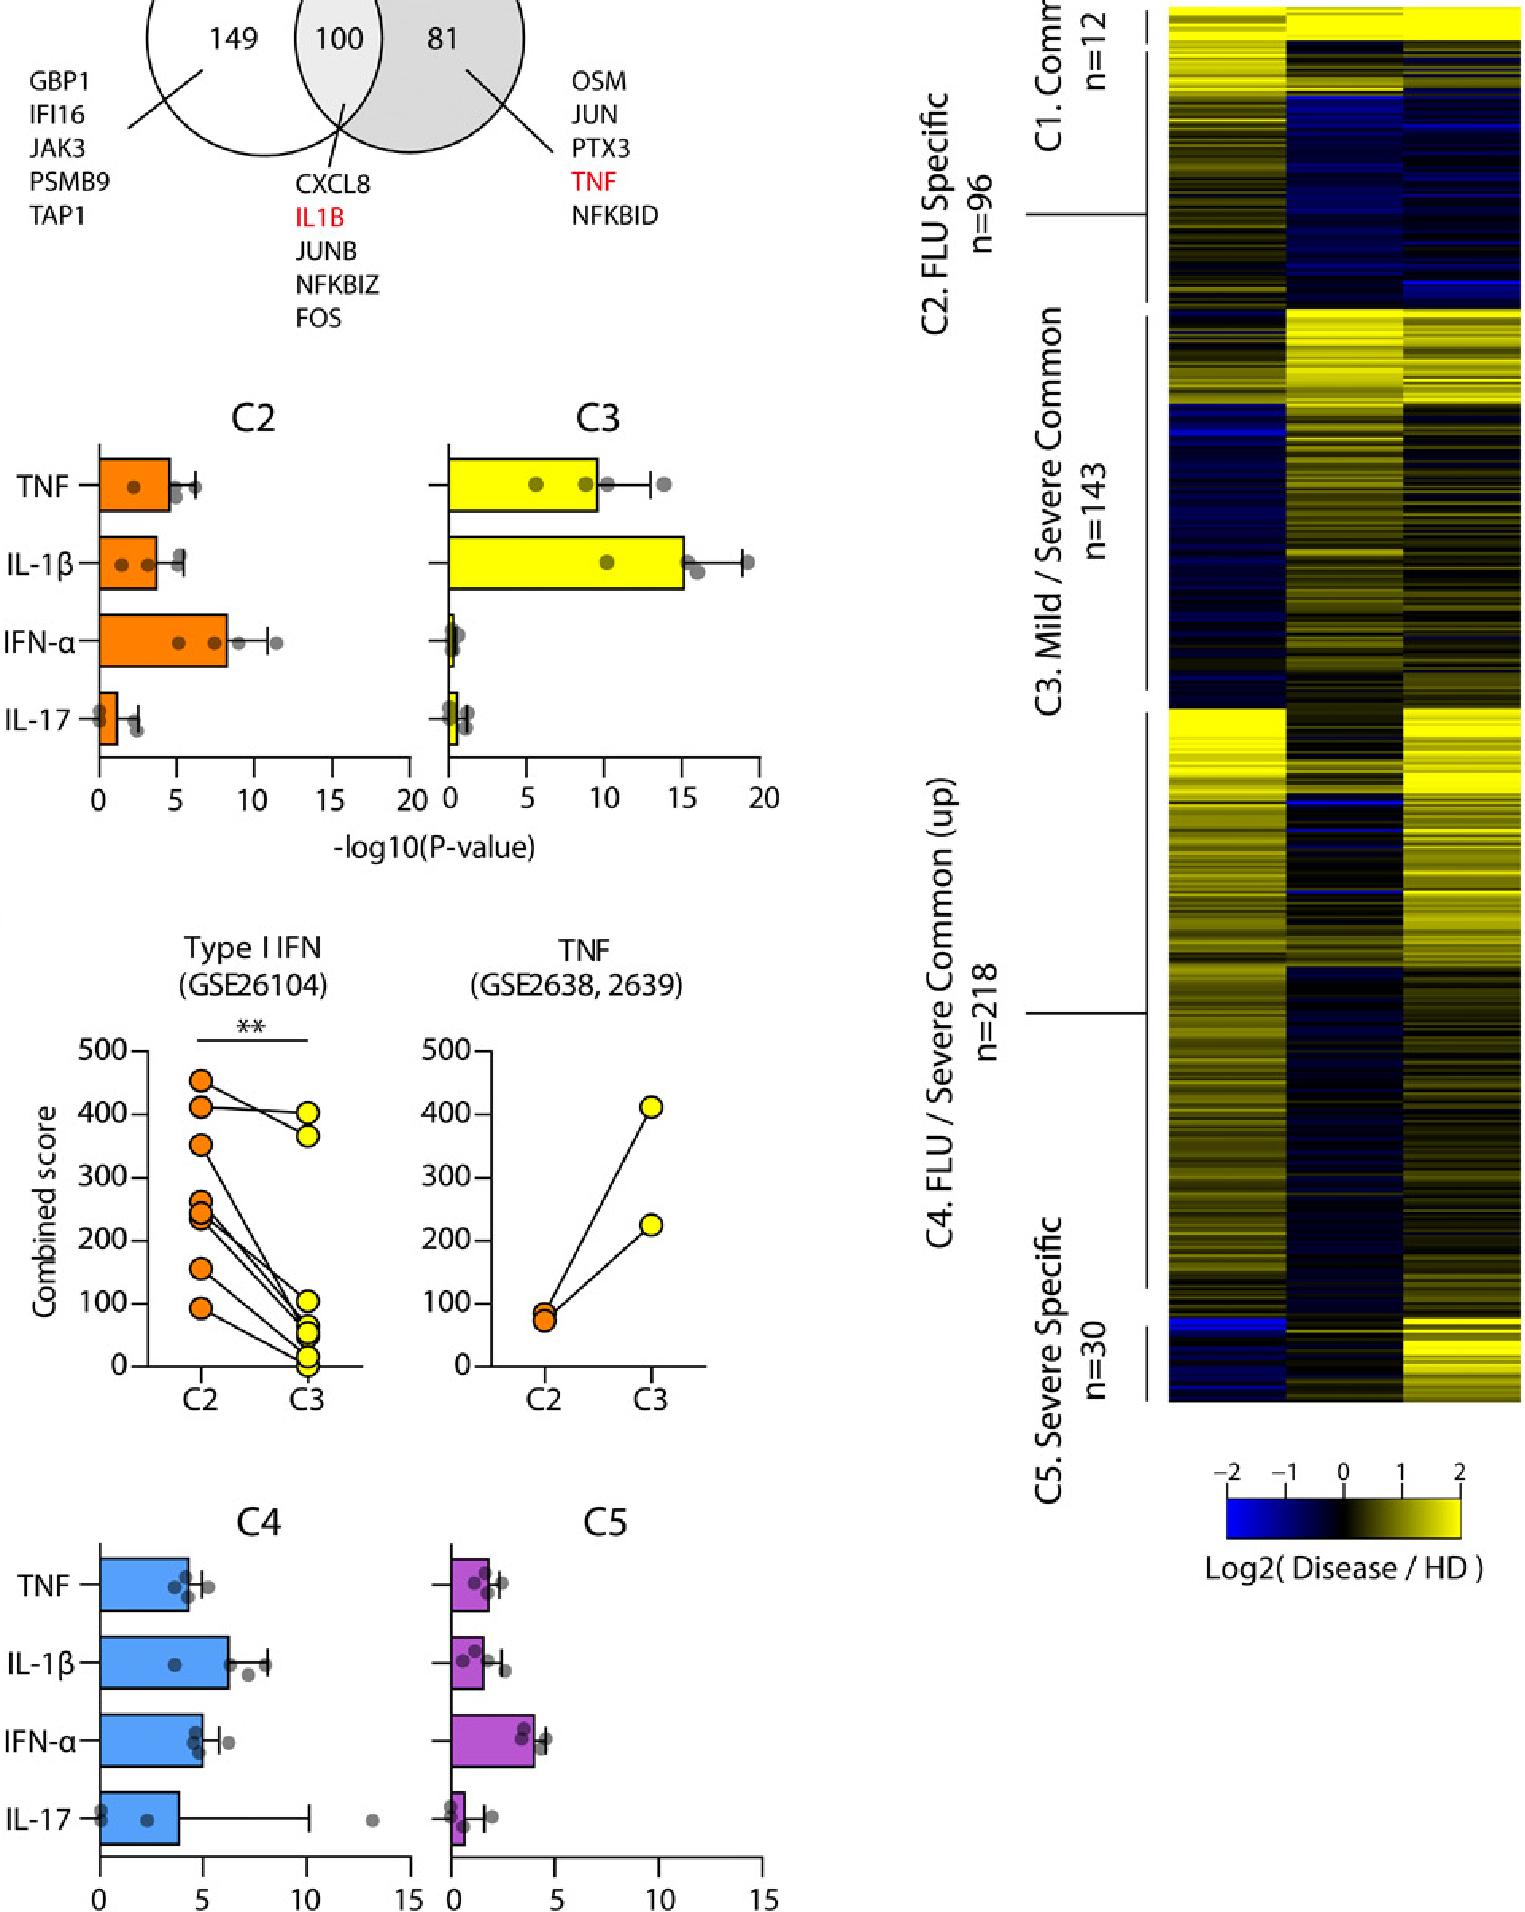 149
100
81
GBP1
IFI16
JAK3
PSMB9
TAP1
CXCL8
IL1B
JUNB
NFKBIZ
FOS
OSM
JUN
PTX3
TNF
NFKBID
C2
C3
TNF
IL-1β
IFN-α
IL-17
0 5 10 15 20
0 5 10 15 20
-log10(P-value)
Type I IFN
(GSE26104)
**
TNF
(GSE2638, 2639)
Combined score
500
400
300
200
100
0
C2 C3
500
400
300
200
100
0
C2 C3
C4
C5
TNF
IL-1β
IFN-α
IL-17
0 5 10 15
0 5 10 15
n=12
C2. FLU Specific
n=96
C3. Mild / Severe Common
n=143
C4. FLU / Severe Common (up)
n=218
C5. Severe Specific
n=30
−2 −1 0 1 2
Log2( Disease / HD )